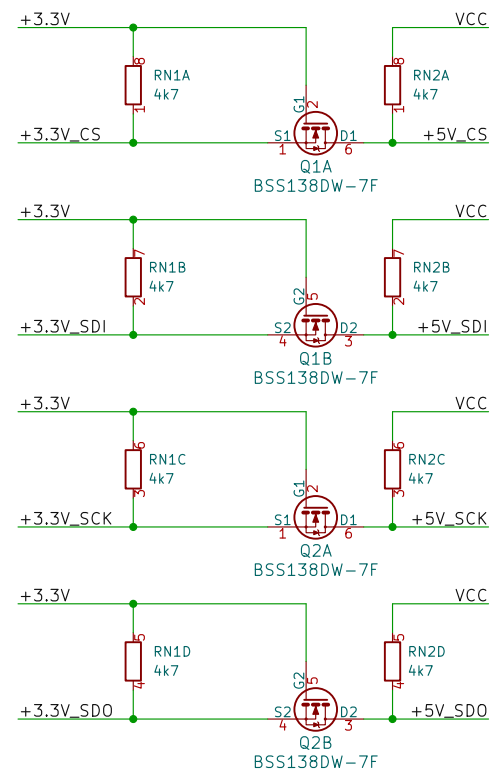 +3.3V VCC
8 8
RN1A RN2A
4k7 4k7
G1 2
1 1
+3.3V_CS S1 D1 +5V_CS
1 6
Q1A
BSS138DW-7F
+3.3V VCC
7 7
RN1B RN2B
4k7 4k7
G2 5
2 2
+3.3V_SDI S2 D2 +5V_SDI
4 3
Q1B
BSS138DW-7F
+3.3V VCC
6 6
RN1C RN2C
4k7 4k7
G1 2
3 3
+3.3V_SCK S1 D1 +5V_SCK
1 6
Q2A
BSS138DW-7F
+3.3V VCC
5 5
RN1D RN2D
4k7 4k7
G2 5
4 4
+3.3V_SDO S2 D2 +5V_SDO
4 3
Q2B
BSS138DW-7F